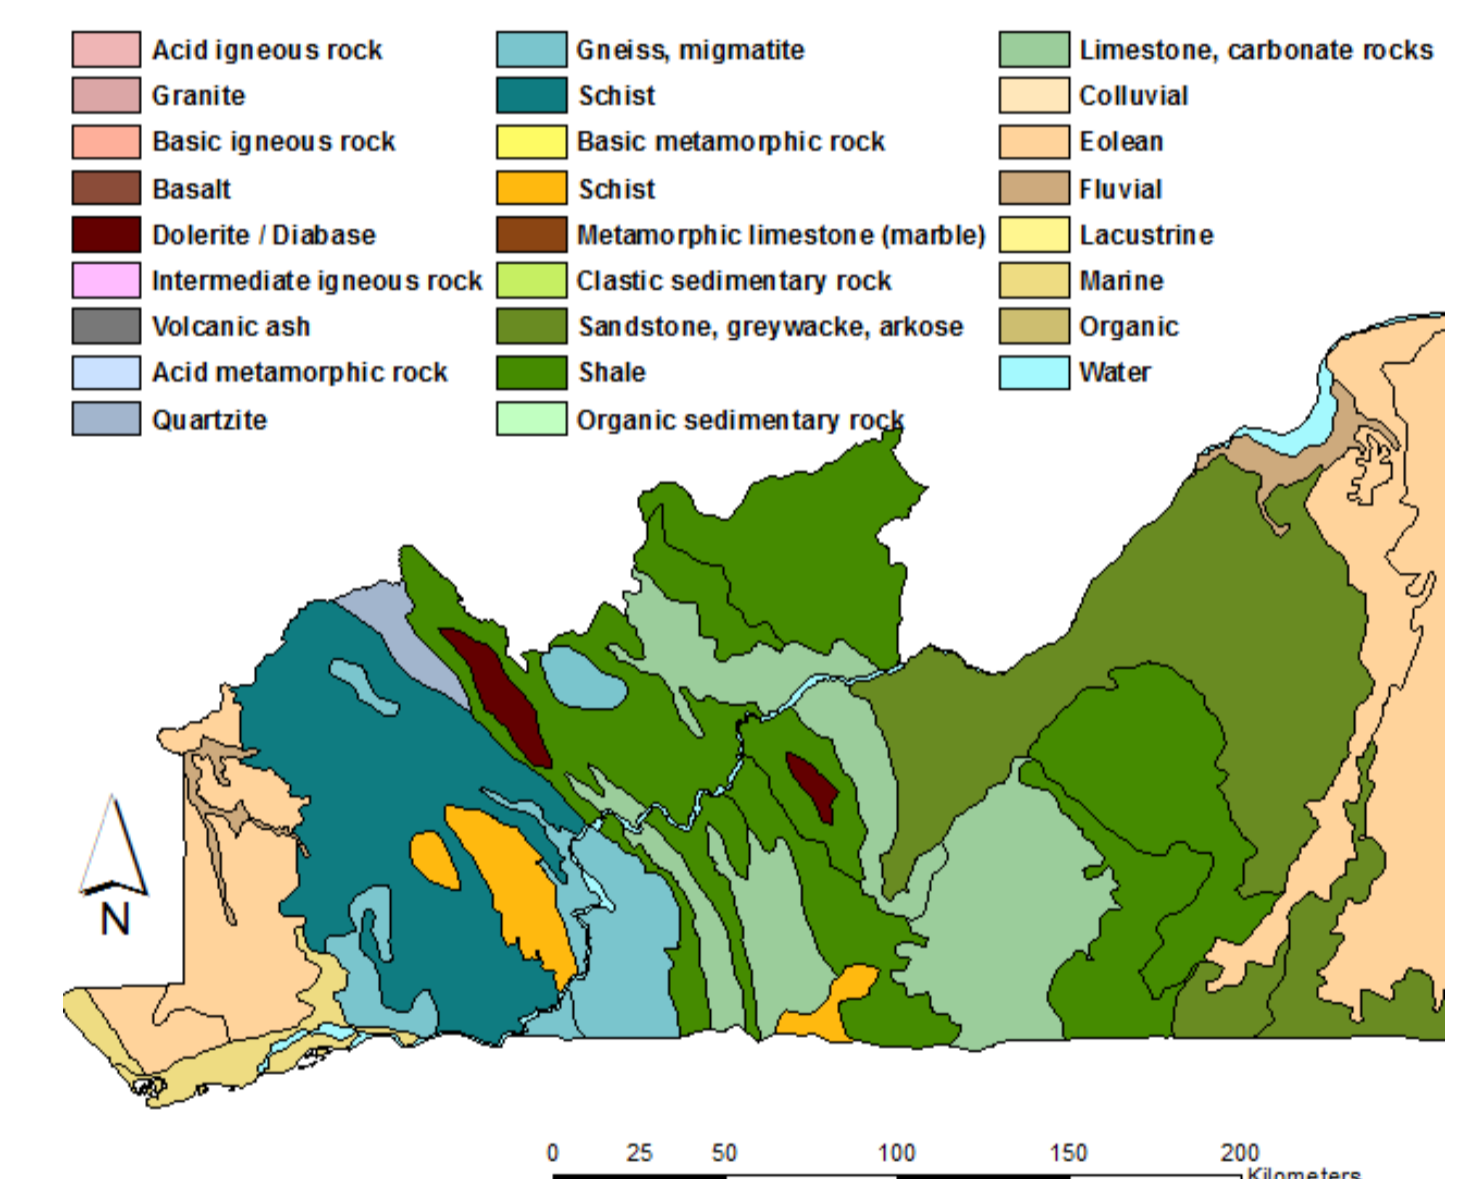 Acid igneous rock
Granite
Basic igneous rock
Basalt
Dolerite / Diabase
Intermediate igneous rock
Volcanic ash
Acid metamorphic rock
Quartzite
Gneiss, migmatite
Schist
Basic metamorphic rock
Schist
Metamorphic limestone (marble)
Clastic sedimentary rock
Sandstone, greywacke, arkose
Shale
Organic sedimentary rock
Limestone, carbonate rocks
Colluvial
Eolean
Fluvial
Lacustrine
Marine
Organic
Water
N
0 25 50 100 150 200
Kilometers